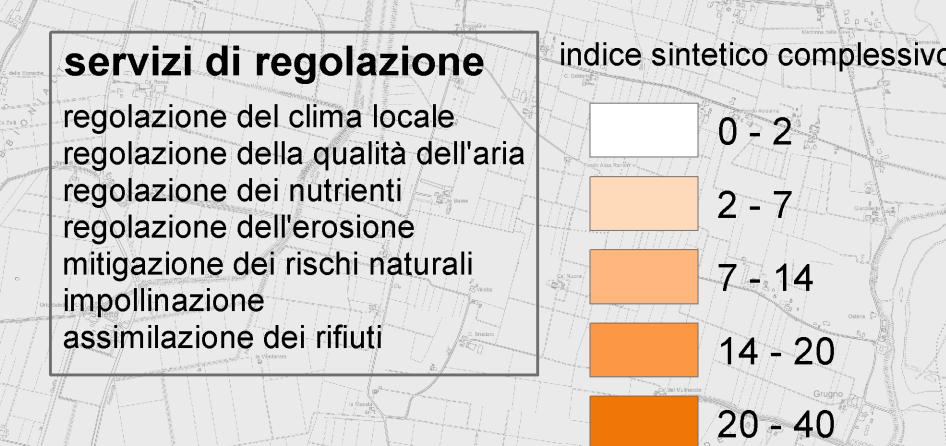 servizi di regolazione
regolazione del clima locale
regolazione della qualità dell'aria
regolazione dei nutrienti
regolazione dell'erosione
mitigazione dei rischi naturali
impollinazione
assimilazione dei rifiuti
indice sintetico complessivo
0 - 2
2 - 7
7 - 14
14 - 20
20 - 40
Grugno